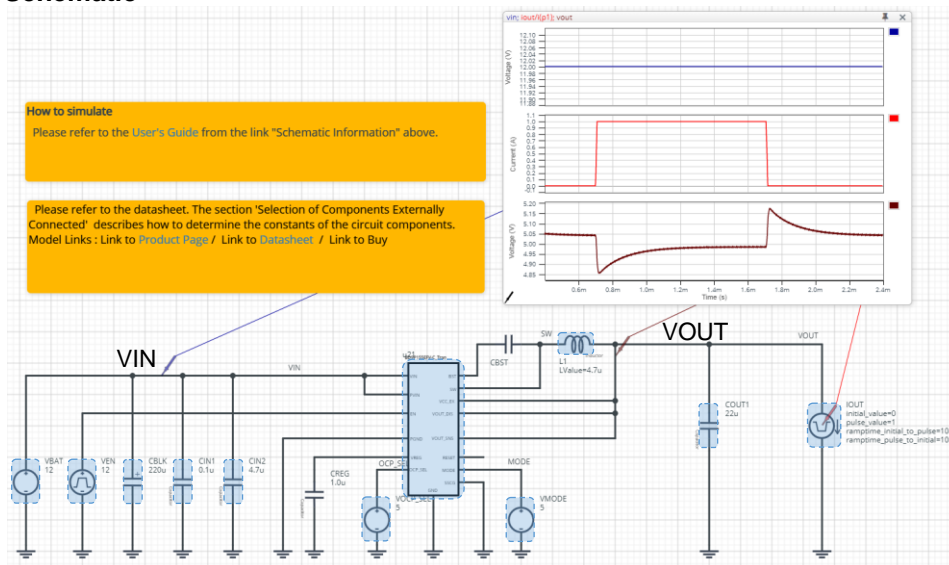 Schematic
vin; iout/i(p1); vout
12.10
12.08
12.06
12.04
12.02
12.00
11.98
11.96
11.94
11.92
11.90
11.88
Voltage (V)
1.1
1.0
0.9
0.8
0.7
0.6
0.5
0.4
0.3
0.2
0.1
0.0
-0.1
Current (A)
5.20
5.15
5.10
5.05
5.00
4.95
4.90
4.85
Voltage (V)
0.6m 0.8m 1.0m 1.2m 1.4m 1.6m 1.8m 2.0m 2.2m 2.4m
Time (s)
How to simulate
Please refer to the User's Guide from the link "Schematic Information" above.
Please refer to the datasheet. The section 'Selection of Components Externally
Connected' describes how to determine the constants of the circuit components.
Model Links : Link to Product Page / Link to Datasheet / Link to Buy
VIN
VIN
SW
CBST
L1
LValue=4.7u
VOUT
VOUT
COUT1
22u
IOUT
initial_value=0
pulse_value=1
ramptime_initial_to_pulse=10
ramptime_pulse_to_initial=10
VBAT
12
VEN
12
CBLK
220u
CIN1
0.1u
CIN2
4.7u
CREG
1.0u
5
MODE
VMODE
5